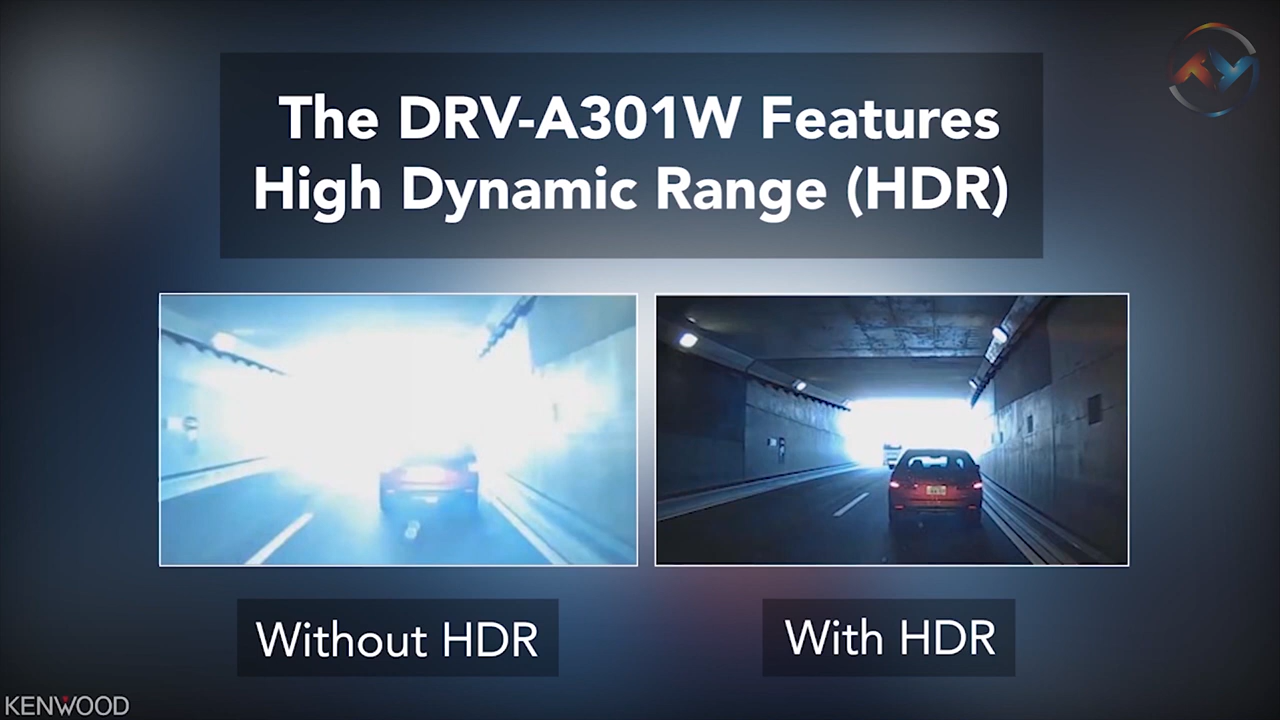 The DRV-A301W Features
High Dynamic Range (HDR)
Without HDR
With HDR
KENWOOD